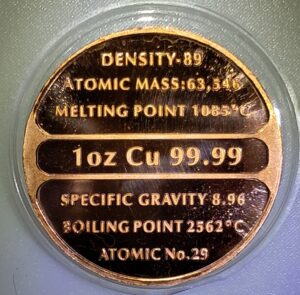 DENSITY-89
ATOMIC MASS:63,546
MELTING POINT 1085°C
1oz Cu 99.99
SPECIFIC GRAVITY 8.96
BOILING POINT 2562°C
ATOMIC No.29